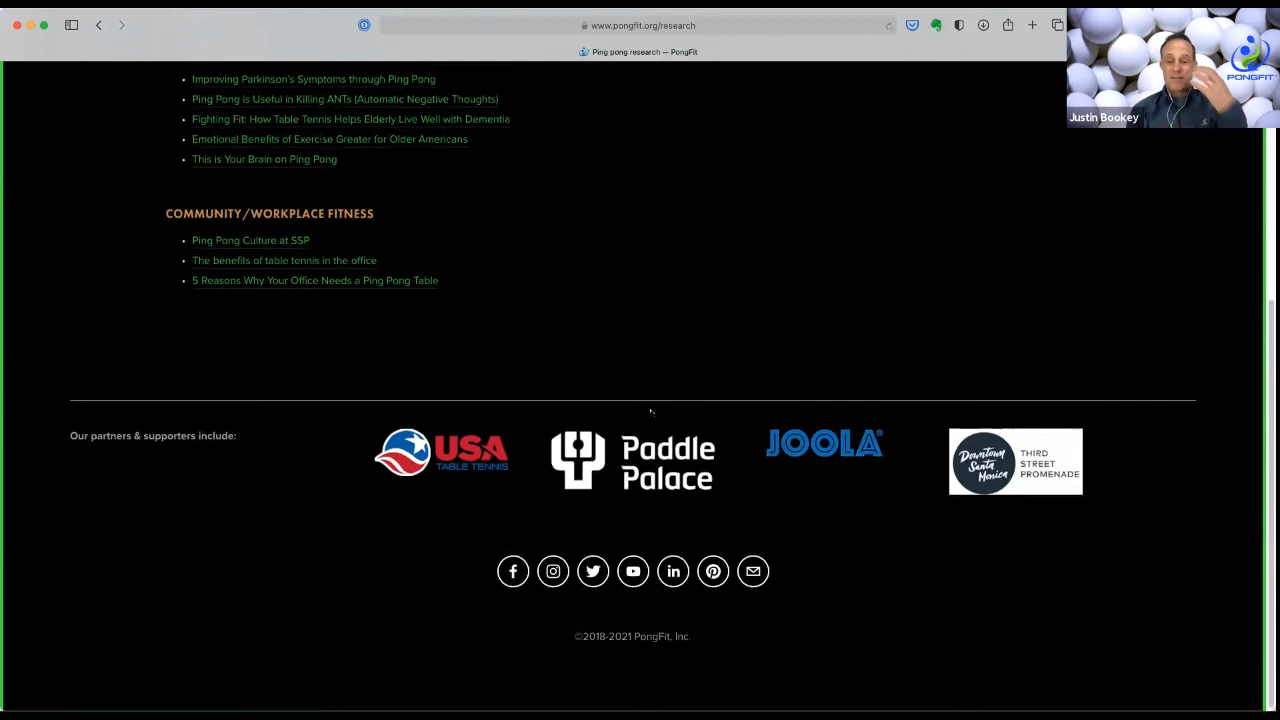 www.pongfit.org/research
Ping pong research — PongFit
PONGFIT
Justin Bookey
Improving Parkinson's Symptoms through Ping Pong
Ping Pong is Useful in Killing ANTs (Automatic Negative Thoughts)
Fighting Fit: How Table Tennis Helps Elderly Live Well with Dementia
Emotional Benefits of Exercise Greater for Older Americans
This is Your Brain on Ping Pong
COMMUNITY/WORKPLACE FITNESS
Ping Pong Culture at SSP
The benefits of table tennis in the office
5 Reasons Why Your Office Needs a Ping Pong Table
Our partners & supporters include:
USA
TABLE TENNIS
Paddle
Palace
JOOLA®
Downtown
Santa
Monica
THIRD
STREET
PROMENADE
©2018-2021 PongFit, Inc.